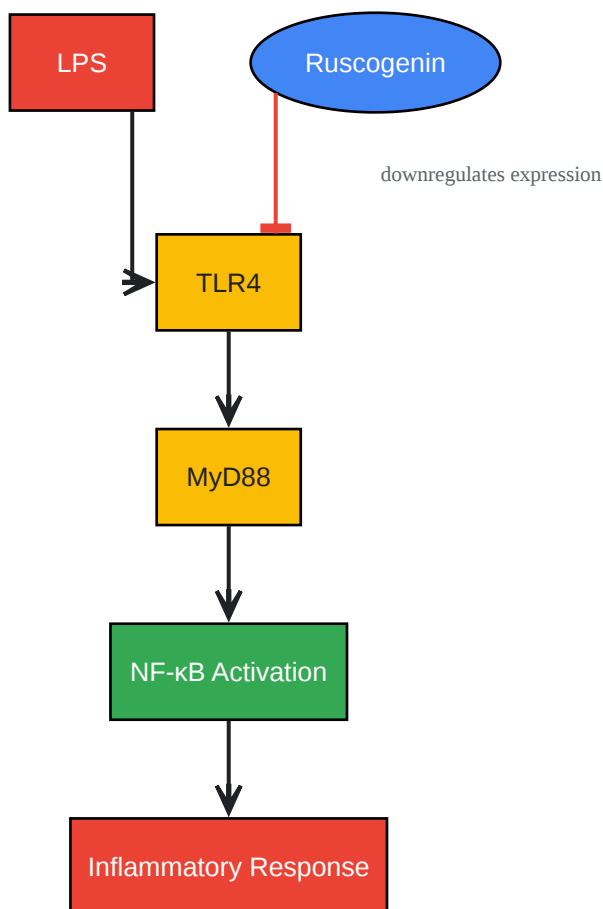 LPS
Ruscogenin
downregulates expression
TLR4
MyD88
NF-κB Activation
Inflammatory Response